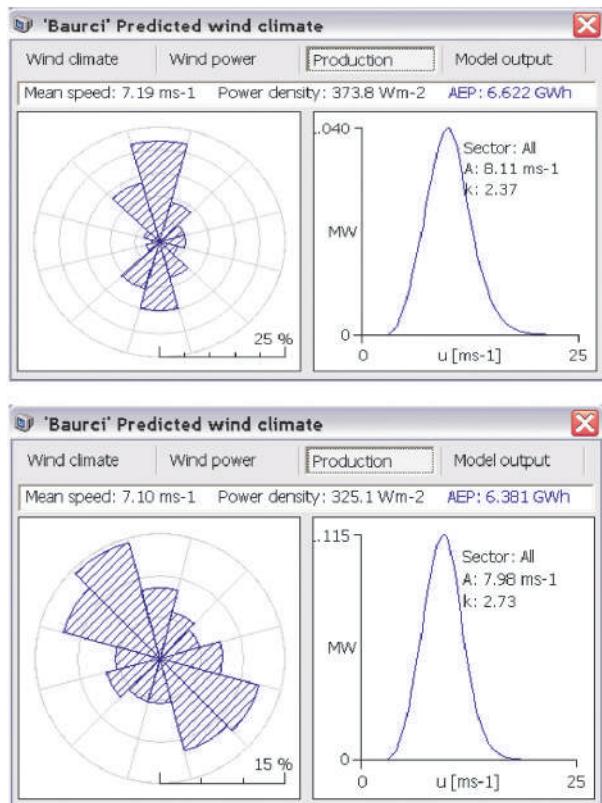 'Baurci' Predicted wind climate
Wind climate Wind power Production Model output
Mean speed: 7.19 ms-1 Power density: 373.8 Wm-2 AEP: 6.622 GWh
25 %
..040
Sector: All
A: 8.11 ms-1
k: 2.37
MW
0
0 u [ms-1] 25
'Baurci' Predicted wind climate
Wind climate Wind power Production Model output
Mean speed: 7.10 ms-1 Power density: 325.1 Wm-2 AEP: 6.381 GWh
15 %
..115
Sector: All
A: 7.98 ms-1
k: 2.73
MW
0
0 u [ms-1] 25